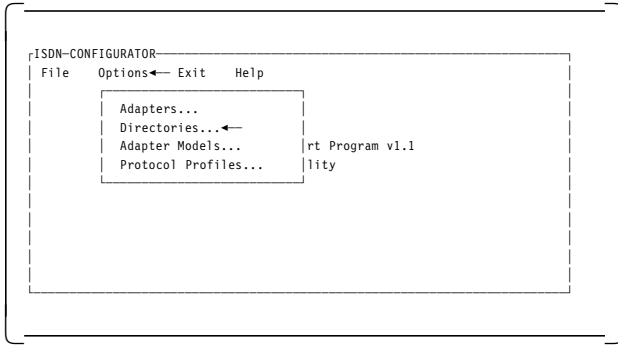 ISDN-CONFIGURATOR
File Options Exit Help
Adapters...
Directories...
Adapter Models... rt Program v1.1
Protocol Profiles... lity